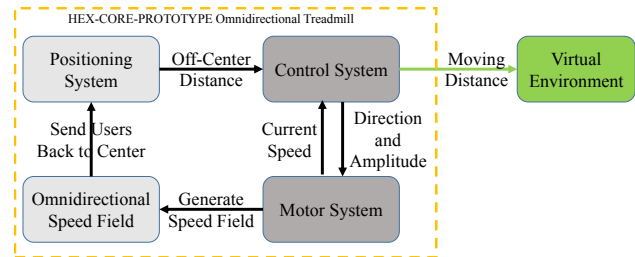 HEX-CORE-PROTOTYPE Omnidirectional Treadmill
Positioning
System
Off-Center
Distance
Control System
Moving
Distance
Virtual
Environment
Send Users
Back to Center
Current
Speed
Direction
and
Amplitude
Omnidirectional
Speed Field
Generate
Speed Field
Motor System